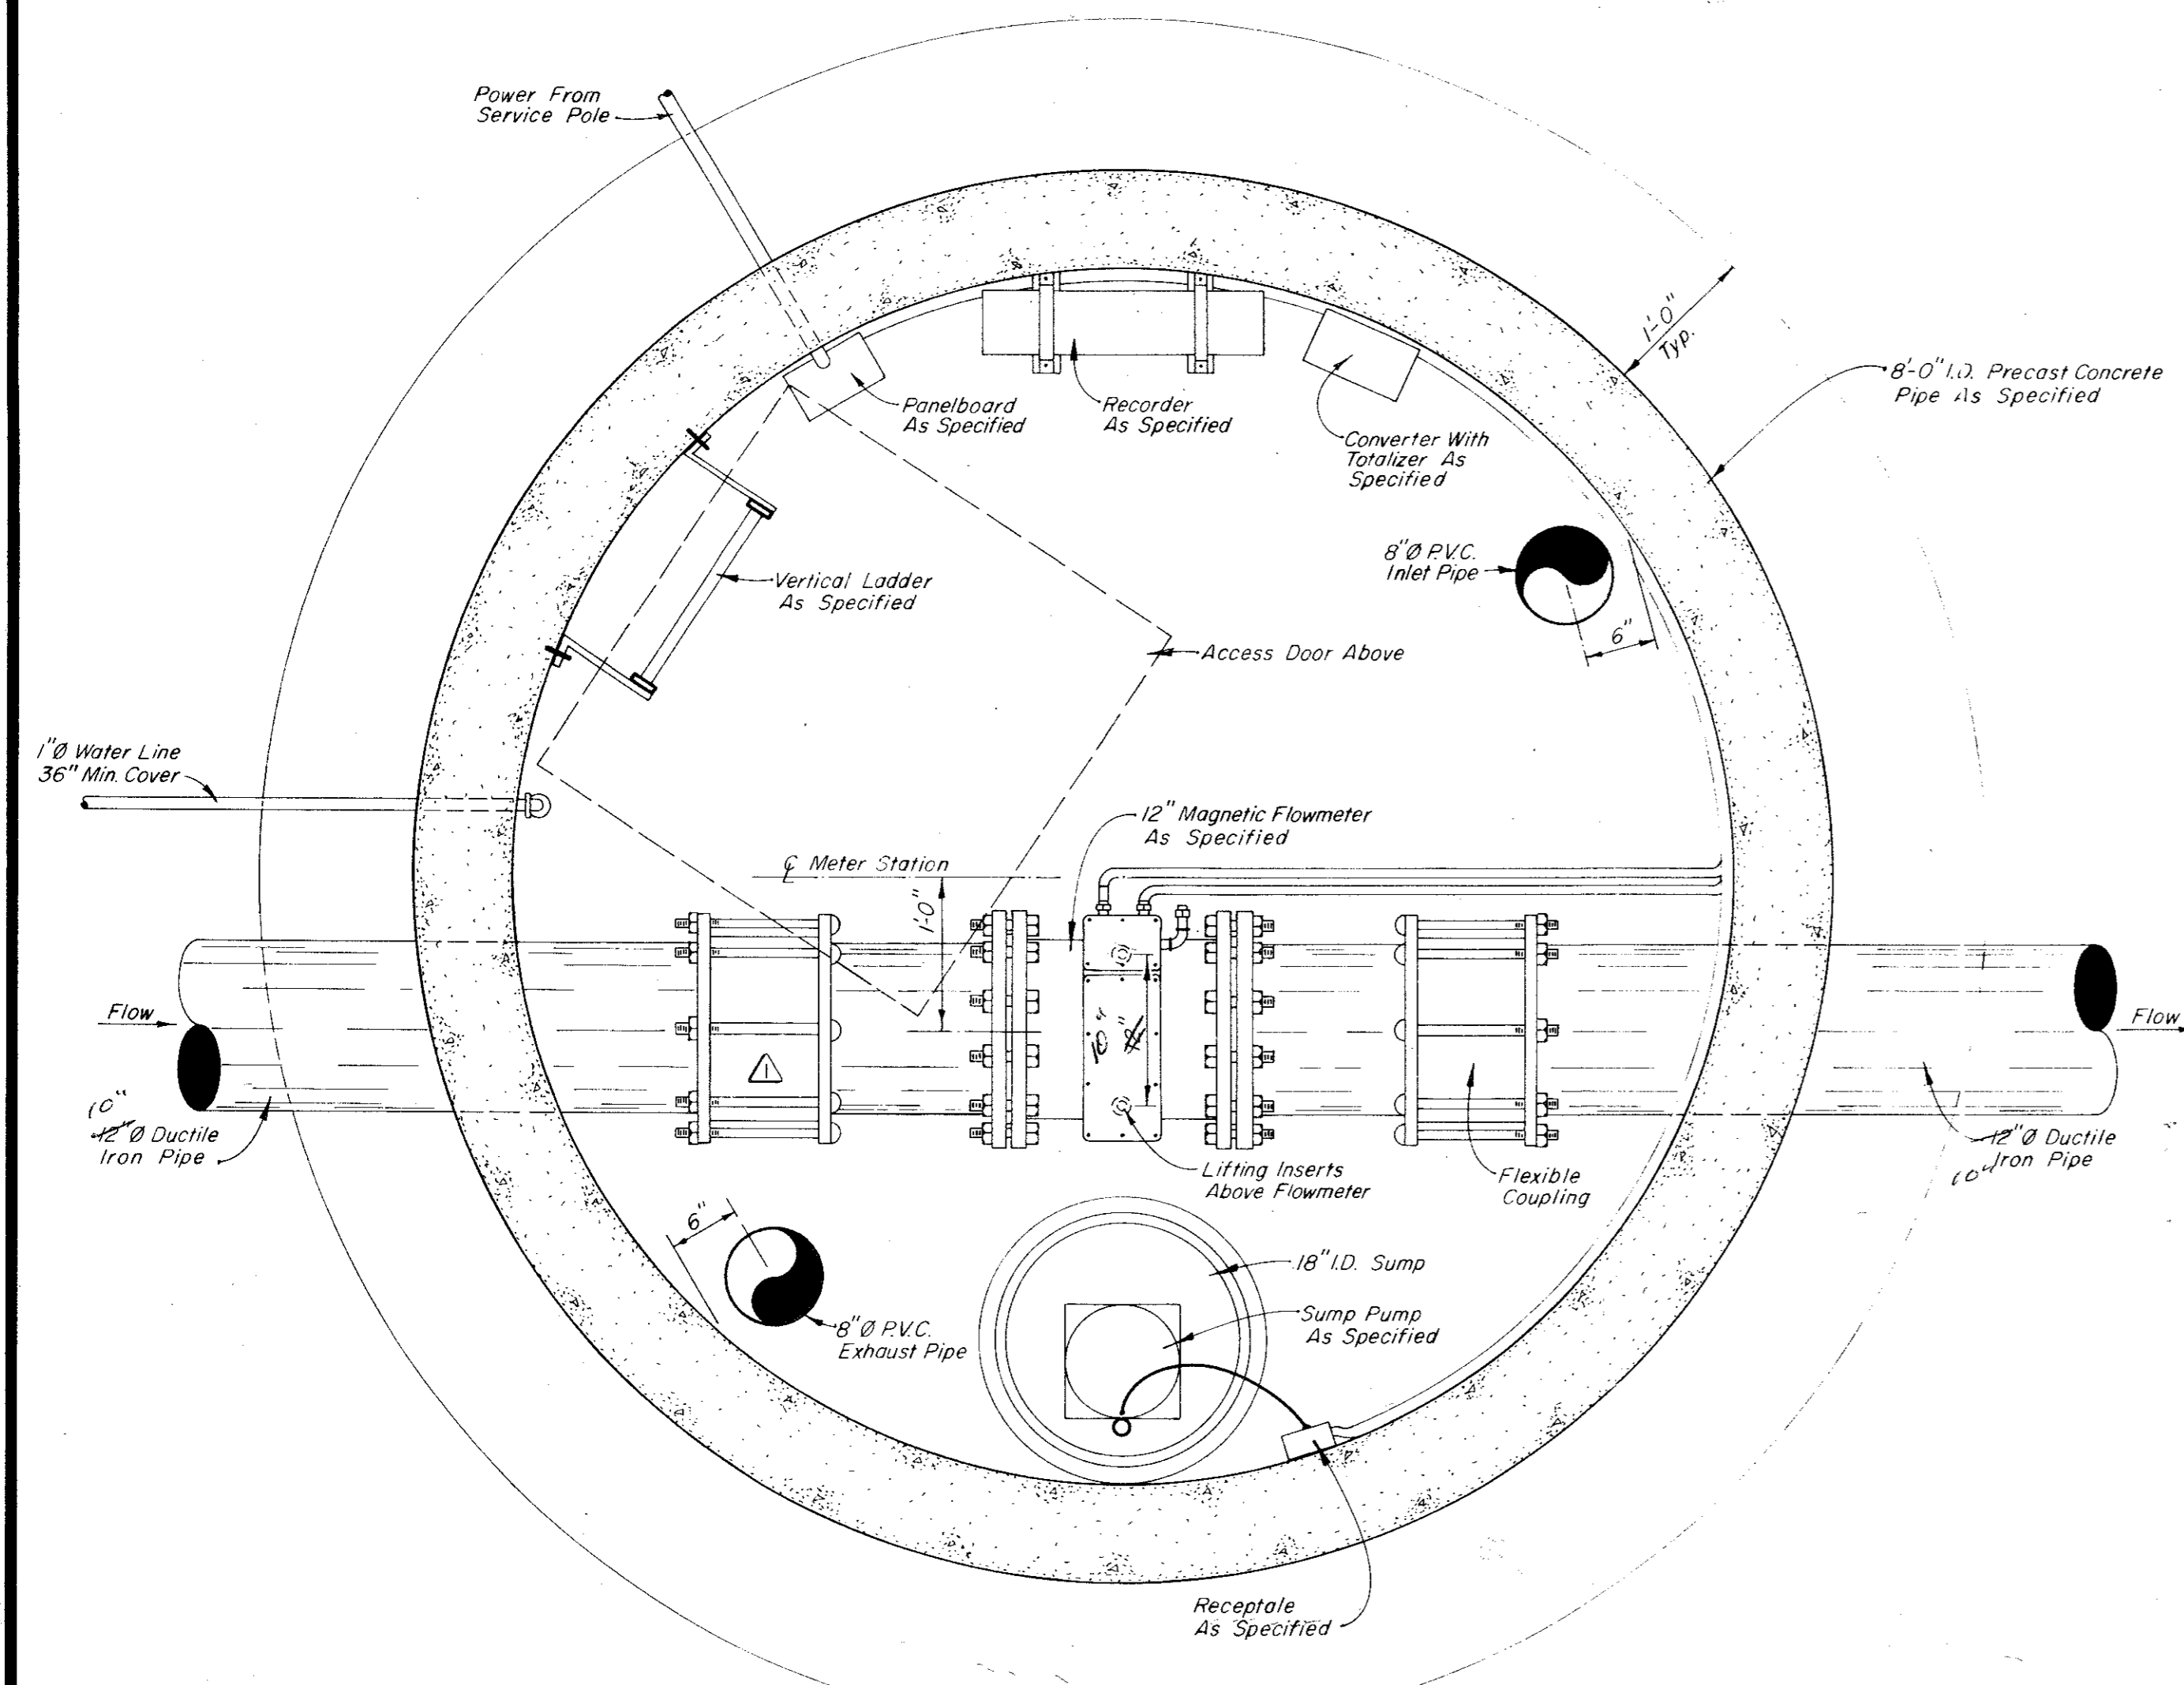 Power From
Service Pole
1'-0"
Typ.
8'-0" I.D. Precast Concrete
Pipe As Specified
Panelboard
As Specified
Recorder
As Specified
Converter With
Totalizer As
Specified
8"Ø P.V.C.
Inlet Pipe
6"
Vertical Ladder
As Specified
Access Door Above
1"Ø Water Line
36" Min. Cover
12" Magnetic Flowmeter
As Specified
℄ Meter Station
1'-0"
Flow
Flow
10"
12"
10"
12"Ø Ductile
Iron Pipe
12"Ø Ductile
10" Iron Pipe
Lifting Inserts
Above Flowmeter
Flexible
Coupling
6"
8"Ø P.V.C.
Exhaust Pipe
18" I.D. Sump
Sump Pump
As Specified
Receptale
As Specified